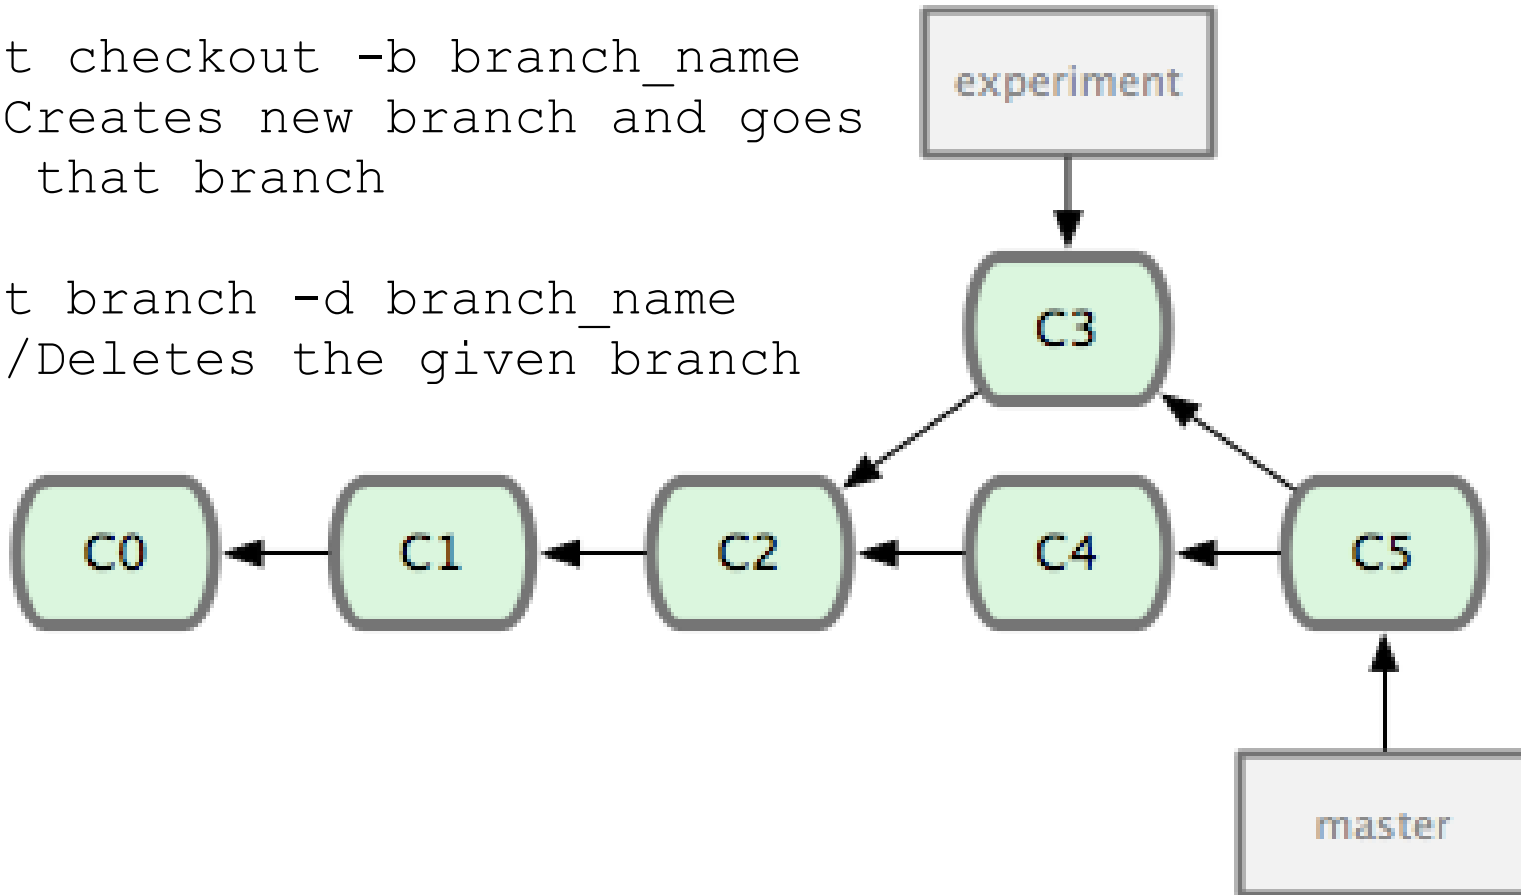 t checkout -b branch_name
Creates new branch and goes
that branch
t branch -d branch_name
/Deletes the given branch
experiment
C3
C0
C1
C2
C4
C5
master